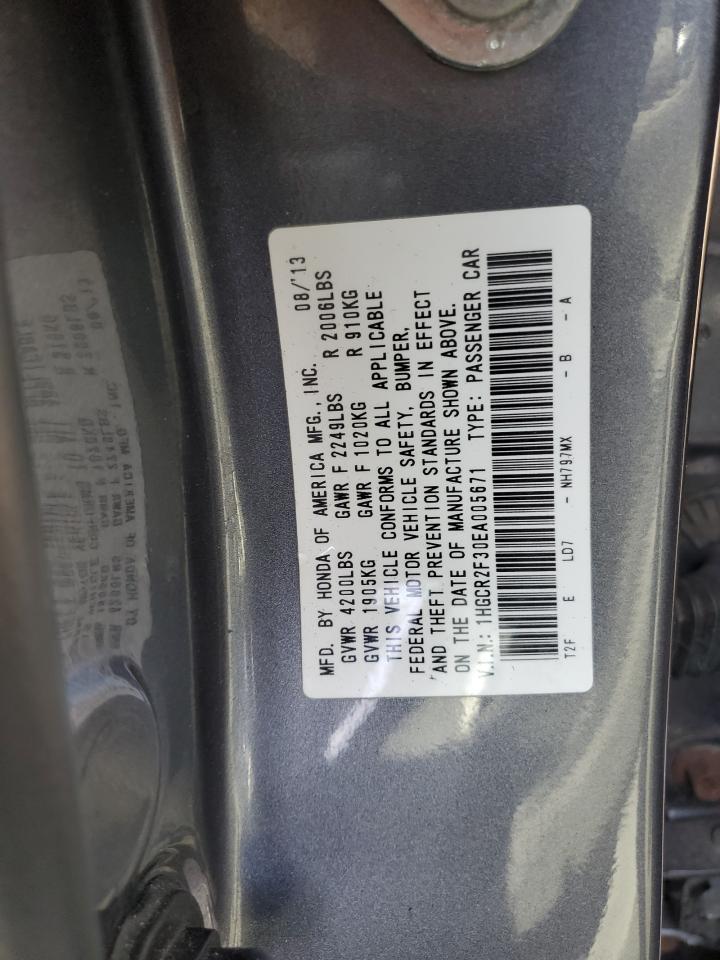 MFD. BY HONDA OF AMERICA MFG., INC. 08/'13
GVWR 4200LBS GAWR F 2249LBS R 2006LBS
GVWR 1905KG GAWR F 1020KG R 910KG
THIS VEHICLE CONFORMS TO ALL APPLICABLE
FEDERAL MOTOR VEHICLE SAFETY, BUMPER,
AND THEFT PREVENTION STANDARDS IN EFFECT
ON THE DATE OF MANUFACTURE SHOWN ABOVE.
V.I.N.: 1HGCR2F30EA005671 TYPE: PASSENGER CAR
T2F E LD7 - NH797MX - B - A